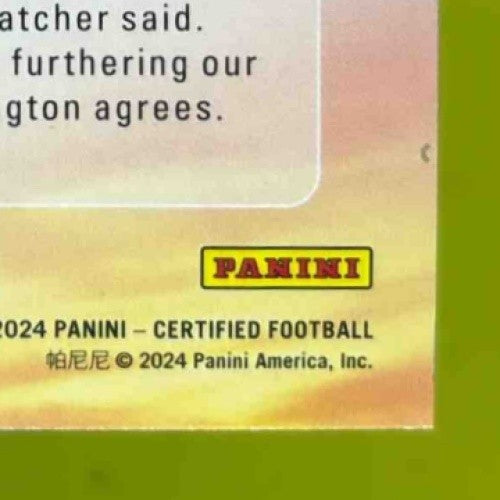 atcher said.
furthering our
gton agrees.
PANINI
2024 PANINI – CERTIFIED FOOTBALL
帕尼尼 © 2024 Panini America, Inc.